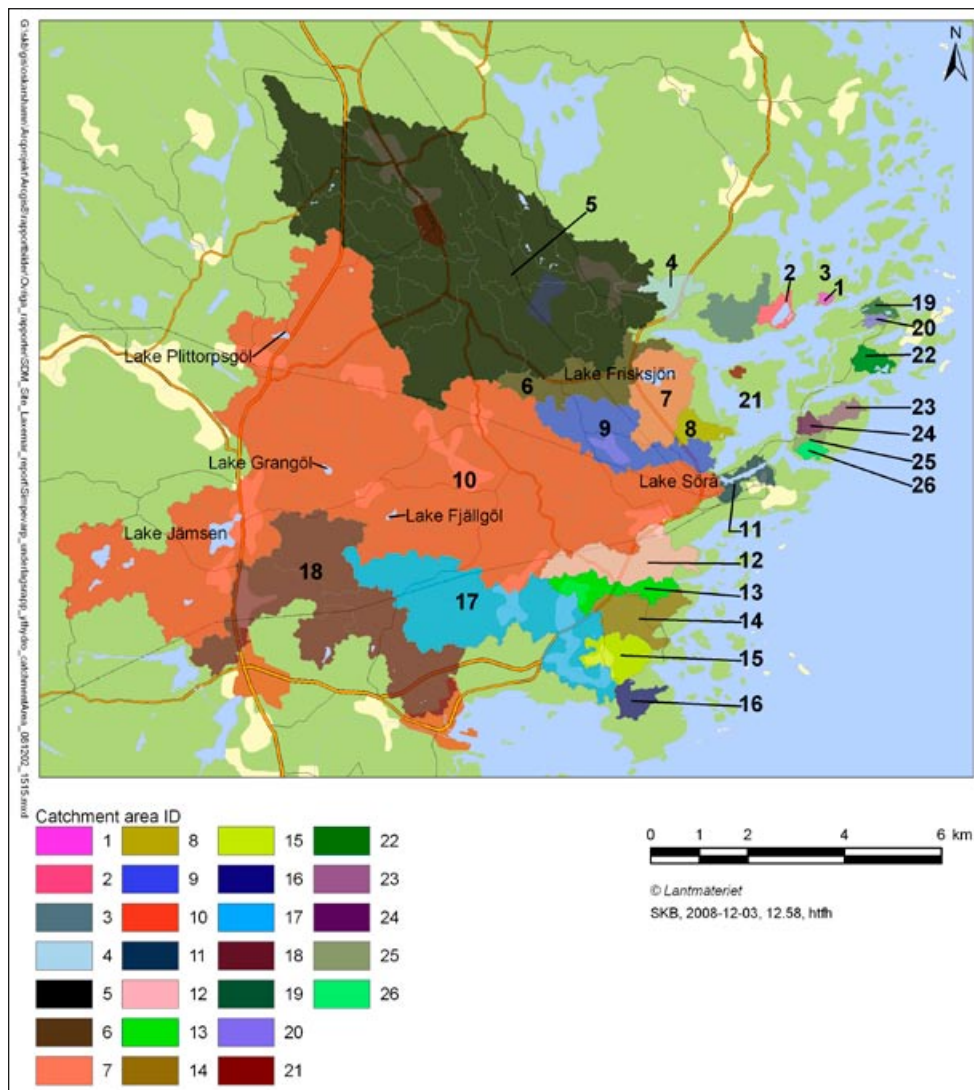 N
5
4
2
3
1
19
20
Lake Plittorpsgöl
22
Lake Frisksjön
6
7
21
23
9
8
24
25
Lake Grangöl
10
Lake Sörå
26
11
Lake Fjällgöl
Lake Jämsen
12
18
13
17
14
15
16
Catchment area ID
1 8 15 22
2 9 16 23
3 10 17 24
4 11 18 25
5 12 19 26
6 13 20
7 14 21
0 1 2 4 6 km
© Lantmäteriet
SKB, 2008-12-03, 12.58, htfh